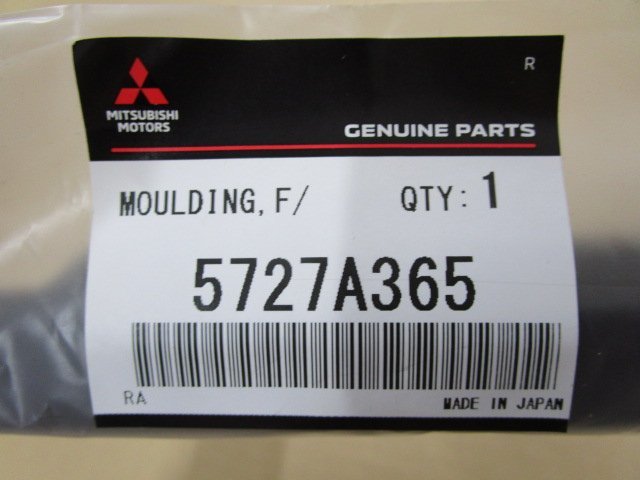 R
MITSUBISHI
MOTORS
GENUINE PARTS
MOULDING, F/ QTY: 1
5727A365
RA MADE IN JAPAN